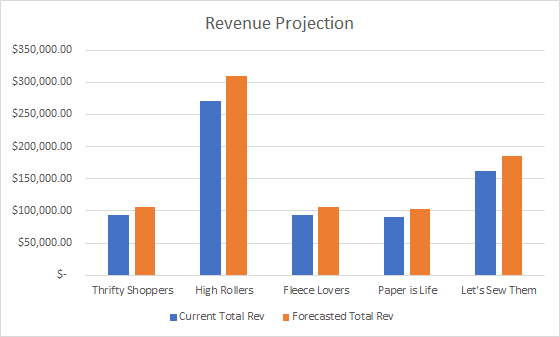 Revenue Projection
$350,000.00
$300,000.00
$250,000.00
$200,000.00
$150,000.00
$100,000.00
$50,000.00
$-
Thrifty Shoppers High Rollers Fleece Lovers Paper is Life Let's Sew Them
Current Total Rev Forecasted Total Rev